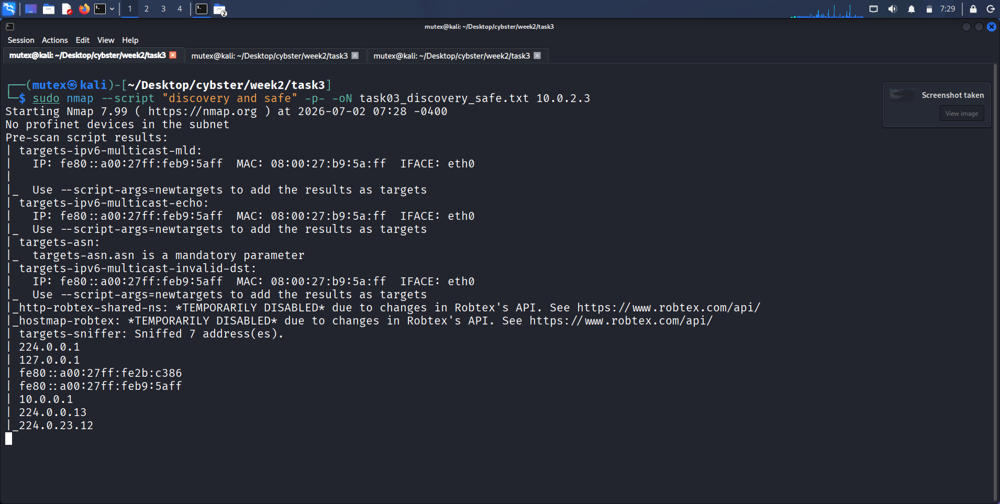 1 2 3 4
2
7:29
mutex@kali: ~/Desktop/cybster/week2/task3
Session Actions Edit View Help
mutex@kali: ~/Desktop/cybster/week2/task3 mutex@kali: ~/Desktop/cybster/week2/task3 mutex@kali: ~/Desktop/cybster/week2/task3
┌──(mutex㉿kali)-[~/Desktop/cybster/week2/task3]
└─$ sudo nmap --script "discovery and safe" -p- -oN task03_discovery_safe.txt 10.0.2.3
Starting Nmap 7.99 ( https://nmap.org ) at 2026-07-02 07:28 -0400
No profinet devices in the subnet
Pre-scan script results:
| targets-ipv6-multicast-mld:
|   IP: fe80::a00:27ff:feb9:5aff  MAC: 08:00:27:b9:5a:ff  IFACE: eth0
|
|_  Use --script-args=newtargets to add the results as targets
| targets-ipv6-multicast-echo:
|   IP: fe80::a00:27ff:feb9:5aff  MAC: 08:00:27:b9:5a:ff  IFACE: eth0
|_  Use --script-args=newtargets to add the results as targets
| targets-asn:
|_  targets-asn.asn is a mandatory parameter
| targets-ipv6-multicast-invalid-dst:
|   IP: fe80::a00:27ff:feb9:5aff  MAC: 08:00:27:b9:5a:ff  IFACE: eth0
|_  Use --script-args=newtargets to add the results as targets
|_http-robtex-shared-ns: *TEMPORARILY DISABLED* due to changes in Robtex's API. See https://www.robtex.com/api/
|_hostmap-robtex: *TEMPORARILY DISABLED* due to changes in Robtex's API. See https://www.robtex.com/api/
| targets-sniffer: Sniffed 7 address(es).
| 224.0.0.1
| 127.0.0.1
| fe80::a00:27ff:fe2b:c386
| fe80::a00:27ff:feb9:5aff
| 10.0.0.1
| 224.0.0.13
|_224.0.23.12
Screenshot taken
View image